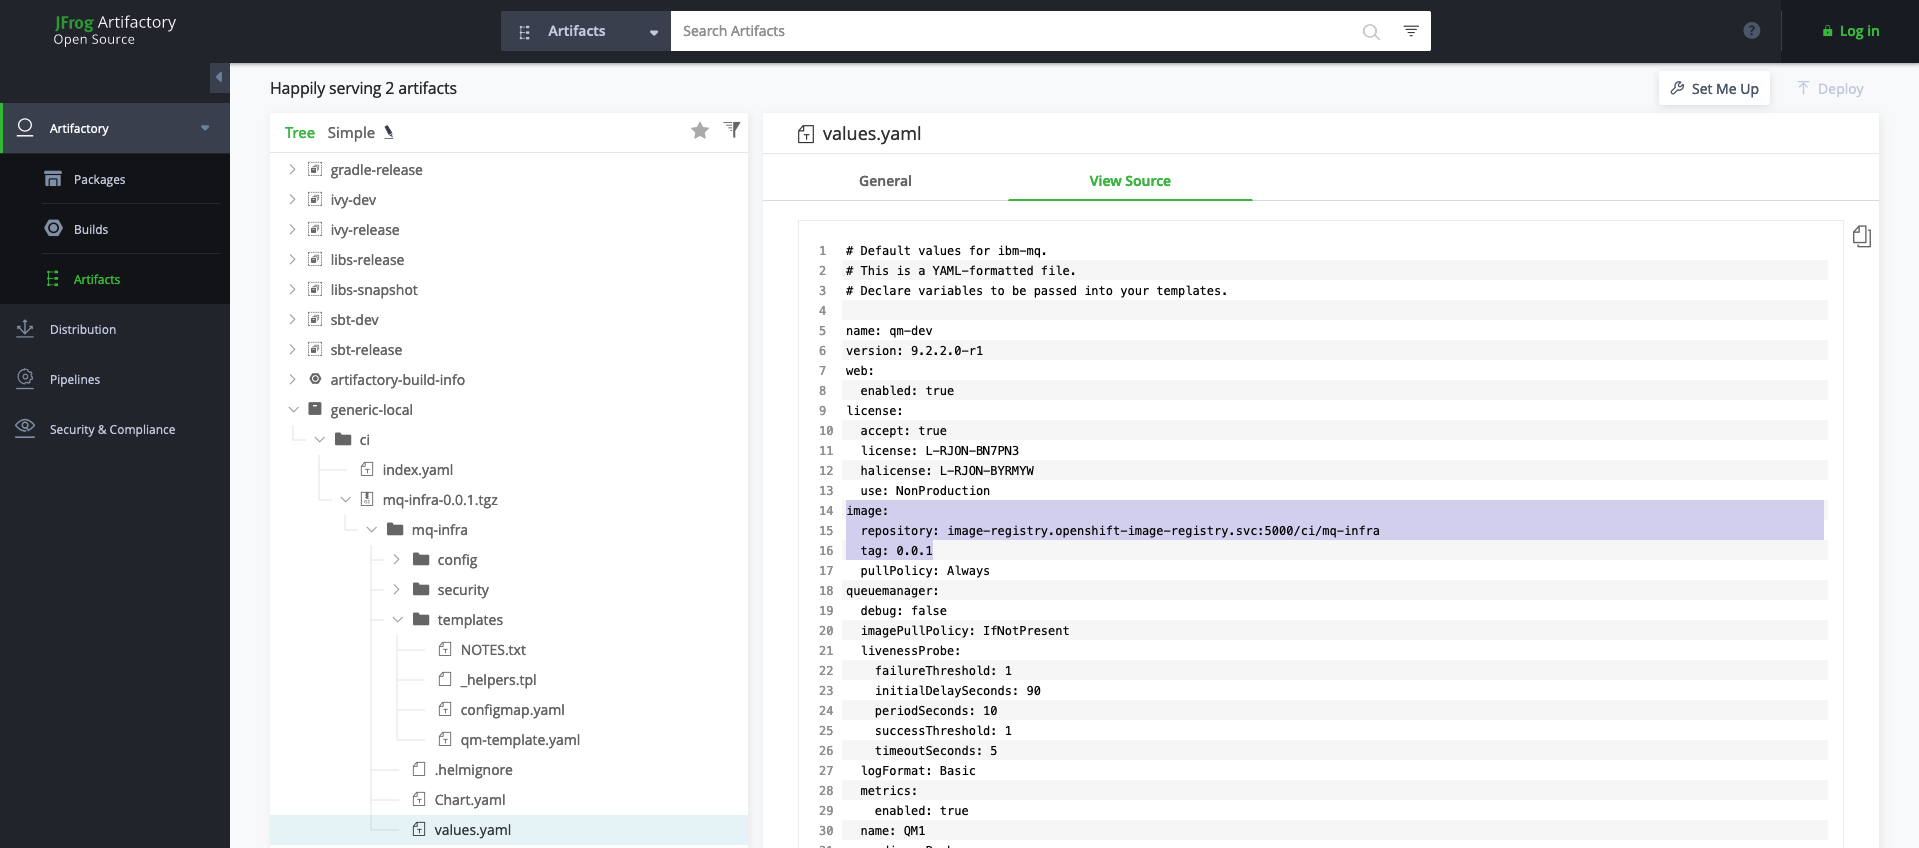 JFrog Artifactory
Open Source
Artifacts
Search Artifacts
?
Log in
Happily serving 2 artifacts
Set Me Up
Deploy
Artifactory
Packages
Builds
Artifacts
Distribution
Pipelines
Security & Compliance
Tree Simple
gradle-release
ivy-dev
ivy-release
libs-release
libs-snapshot
sbt-dev
sbt-release
artifactory-build-info
generic-local
ci
index.yaml
mq-infra-0.0.1.tgz
mq-infra
config
security
templates
NOTES.txt
_helpers.tpl
configmap.yaml
qm-template.yaml
.helmignore
Chart.yaml
values.yaml
values.yaml
General
View Source
1 # Default values for ibm-mq.
2 # This is a YAML-formatted file.
3 # Declare variables to be passed into your templates.
4
5 name: qm-dev
6 version: 9.2.2.0-r1
7 web:
8 enabled: true
9 license:
10 accept: true
11 license: L-RJON-BN7PN3
12 halicense: L-RJON-BYRMYW
13 use: NonProduction
14 image:
15 repository: image-registry.openshift-image-registry.svc:5000/ci/mq-infra
16 tag: 0.0.1
17 pullPolicy: Always
18 queuemanager:
19 debug: false
20 imagePullPolicy: IfNotPresent
21 livenessProbe:
22 failureThreshold: 1
23 initialDelaySeconds: 90
24 periodSeconds: 10
25 successThreshold: 1
26 timeoutSeconds: 5
27 logFormat: Basic
28 metrics:
29 enabled: true
30 name: QM1